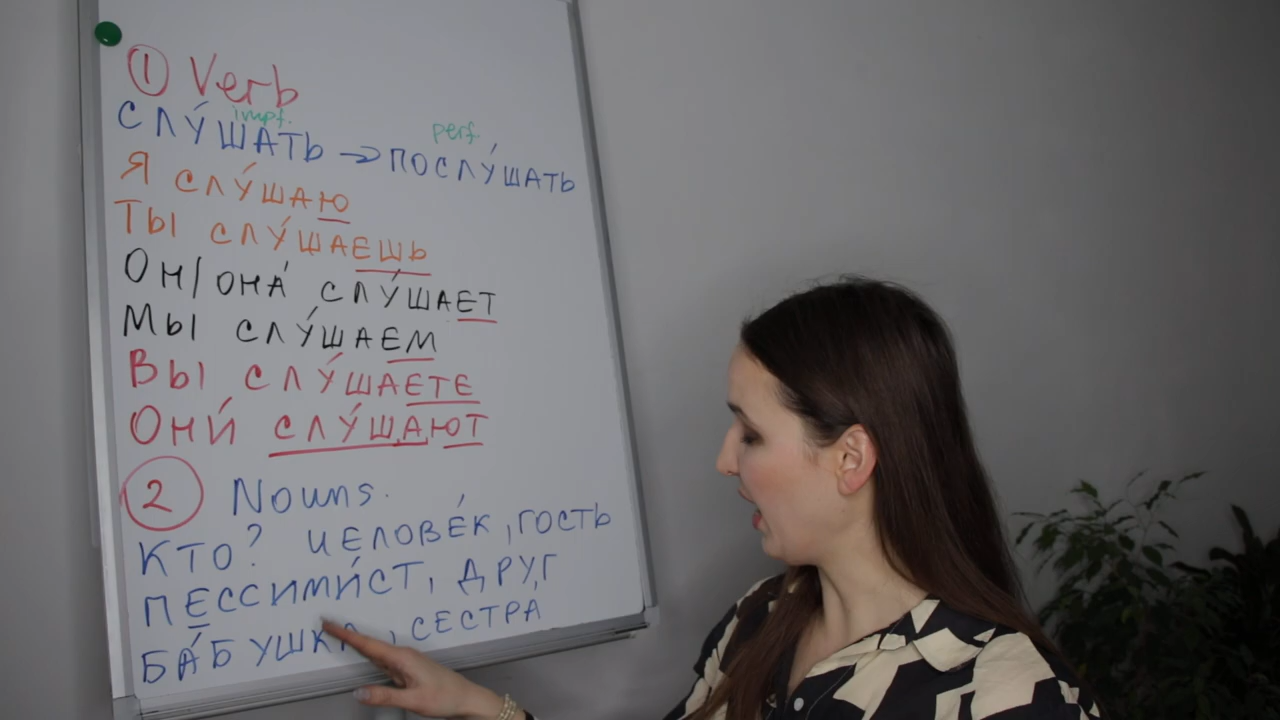 ① Verb
impf. perf
СЛУ́ШАТЬ → ПОСЛУ́ШАТЬ
Я СЛУ́ШАЮ
ТЫ СЛУ́ШАЕШЬ
ОН/ОНА́ СЛУ́ШАЕТ
МЫ СЛУ́ШАЕМ
ВЫ СЛУ́ШАЕТЕ
ОНИ́ СЛУ́ШАЮТ
② Nouns.
КТО? ЧЕЛОВЕ́К, ГОСТЬ
ПЕССИМИ́СТ, ДРУГ
БА́БУШКА, СЕСТРА́